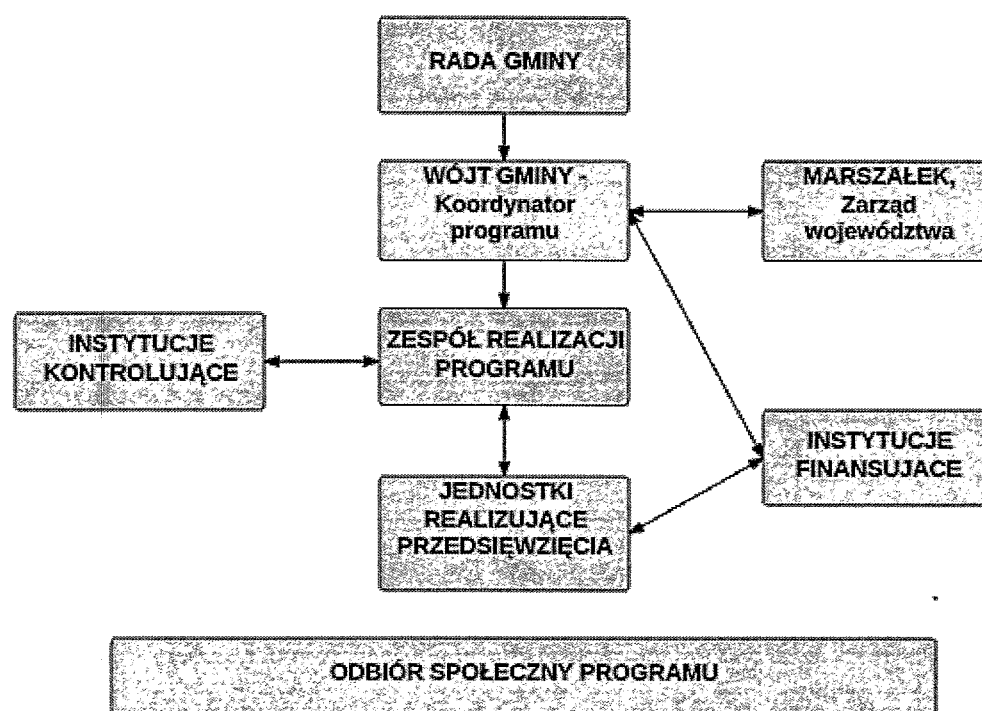 RADA GMINY
WÓJT GMINY -
Koordynator
programu
MARSZAŁEK,
Zarząd
województwa
INSTYTUCJE
KONTROLUJĄCE
ZESPÓŁ REALIZACJI
PROGRAMU
INSTYTUCJE
FINANSUJACE
JEDNOSTKI
REALIZUJĄCE
PRZEDSIĘWZIĘCIA
ODBIÓR SPOŁECZNY PROGRAMU